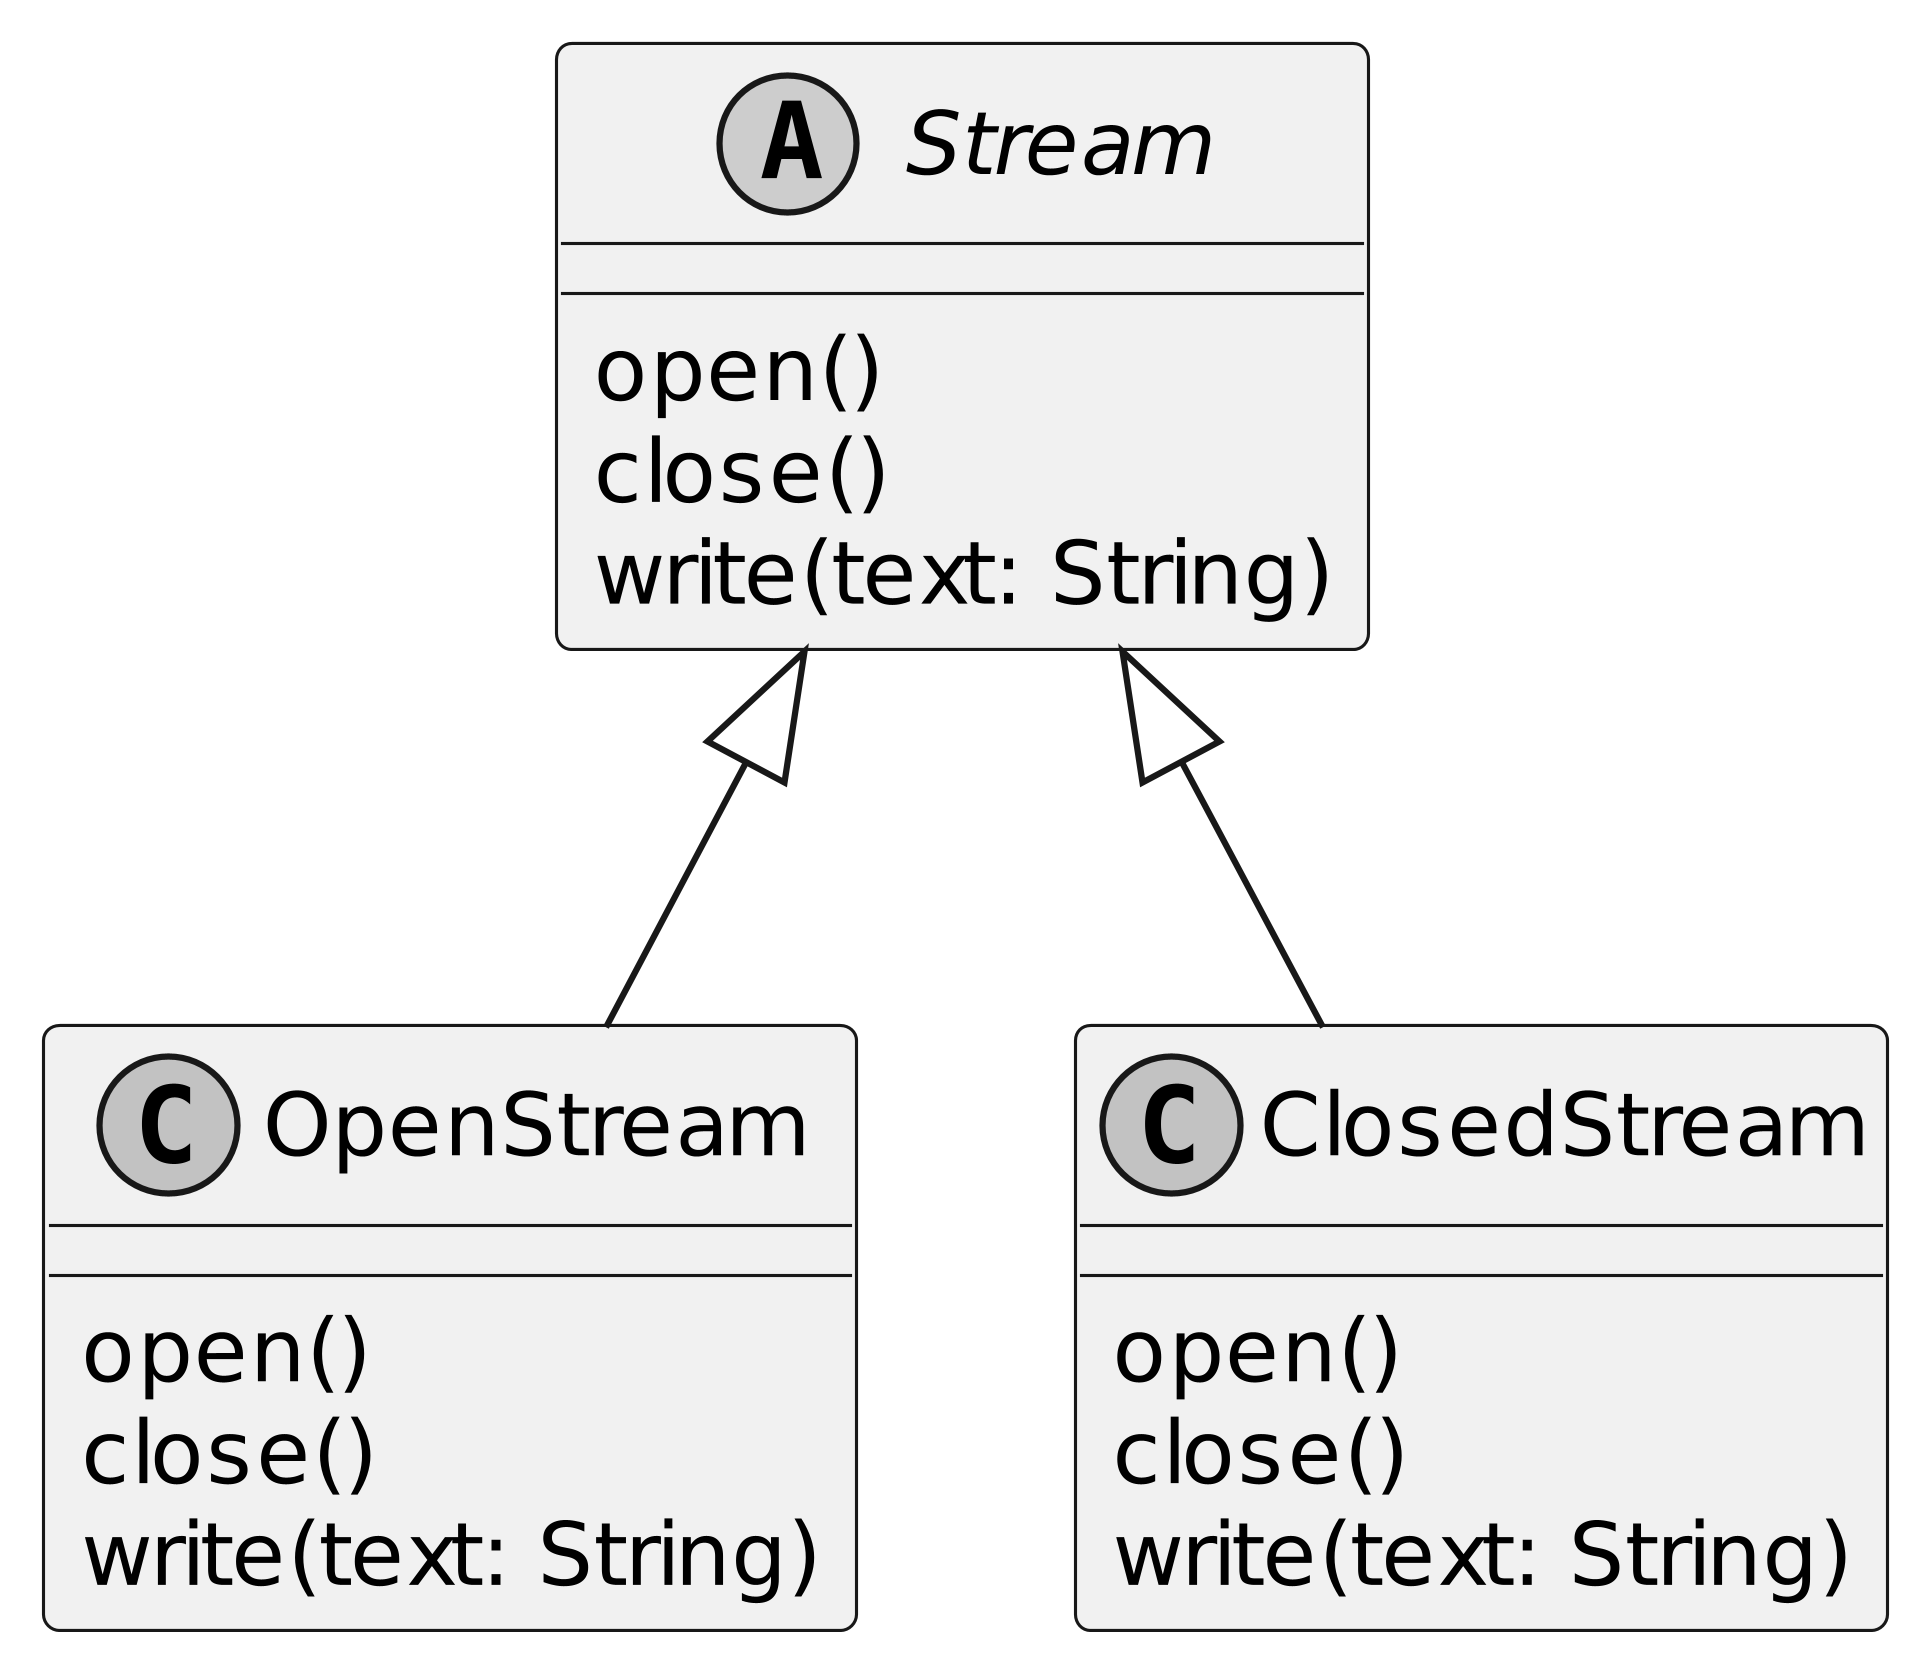 A Stream
open()
close()
write(text: String)
C OpenStream
open()
close()
write(text: String)
C ClosedStream
open()
close()
write(text: String)